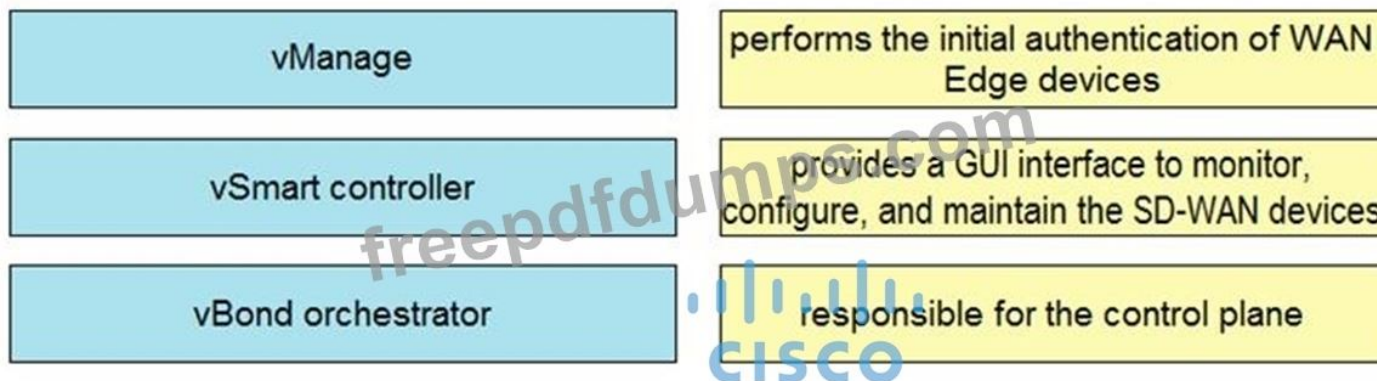 vManage
performs the initial authentication of WAN
Edge devices
vSmart controller
provides a GUI interface to monitor,
configure, and maintain the SD-WAN devices
vBond orchestrator
responsible for the control plane
freepdfdumps.com
CISCO